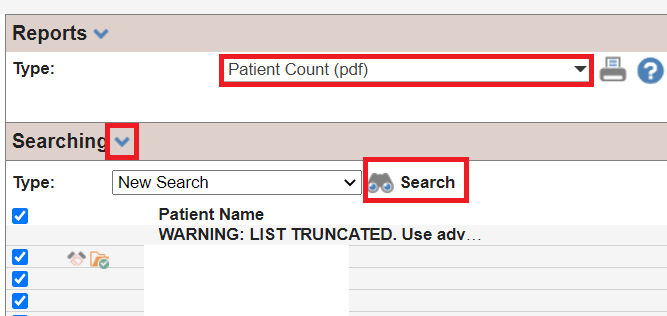 Reports
Type: Patient Count (pdf)
Searching
Type: New Search Search
Patient Name
WARNING: LIST TRUNCATED. Use adv…